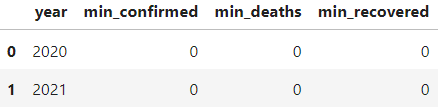 year min_confirmed min_deaths min_recovered
0 2020 0 0 0
1 2021 0 0 0